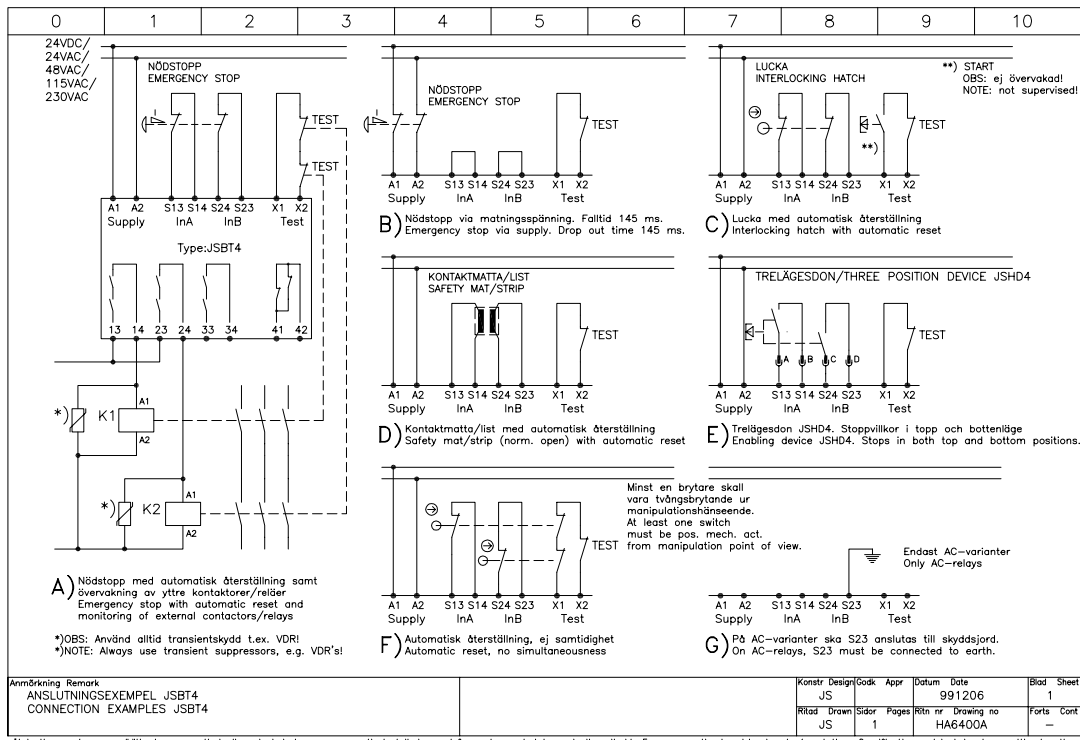 0 1 2 3 4 5 6 7 8 9 10
24VDC/
24VAC/
48VAC/
115VAC/
230VAC
NÖDSTOPP
EMERGENCY STOP
TEST
TEST
A1 A2 S13 S14 S24 S23 X1 X2
Supply InA InB Test
Type:JSBT4
13 14 23 24 33 34 41 42
A1
*) K1
A2
A1
*) K2
A2
A) Nödstopp med automatisk återställning samt
övervakning av yttre kontaktorer/reläer
Emergency stop with automatic reset and
monitoring of external contactors/relays
*)OBS: Använd alltid transientskydd t.ex. VDR!
*)NOTE: Always use transient suppressors, e.g. VDR's!
NÖDSTOPP
EMERGENCY STOP
TEST
A1 A2 S13 S14 S24 S23 X1 X2
Supply InA InB Test
B) Nödstopp via matningsspänning. Falltid 145 ms.
Emergency stop via supply. Drop out time 145 ms.
LUCKA
INTERLOCKING HATCH
**) START
OBS: ej övervakad!
NOTE: not supervised!
TEST
**)
A1 A2 S13 S14 S24 S23 X1 X2
Supply InA InB Test
C) Lucka med automatisk återställning
Interlocking hatch with automatic reset
KONTAKTMATTA/LIST
SAFETY MAT/STRIP
TEST
A1 A2 S13 S14 S24 S23 X1 X2
Supply InA InB Test
D) Kontaktmatta/list med automatisk återställning
Safety mat/strip (norm. open) with automatic reset
TRELÄGESDON/THREE POSITION DEVICE JSHD4
TEST
A B C D
A1 A2 S13 S14 S24 S23 X1 X2
Supply InA InB Test
E) Trelägesdon JSHD4. Stoppvillkor i topp och bottenläge
Enabling device JSHD4. Stops in both top and bottom positions.
Minst en brytare skall
vara tvångsbrytande ur
manipulationshänseende.
At least one switch
must be pos. mech. act.
from manipulation point of view.
TEST
A1 A2 S13 S14 S24 S23 X1 X2
Supply InA InB Test
F) Automatisk återställning, ej samtidighet
Automatic reset, no simultaneousness
Endast AC-varianter
Only AC-relays
A1 A2 S13 S14 S24 S23 X1 X2
Supply InA InB Test
G) På AC-varianter ska S23 anslutas till skyddsjord.
On AC-relays, S23 must be connected to earth.
Anmörkning Remark
ANSLUTNINGSEXEMPEL JSBT4
CONNECTION EXAMPLES JSBT4
Konstr Design Godk Appr Datum Date Blad Sheet
JS 991206 1
Ritad Drawn Sidor Pages Ritn nr Drawing no Forts Cont
JS 1 HA6400A –